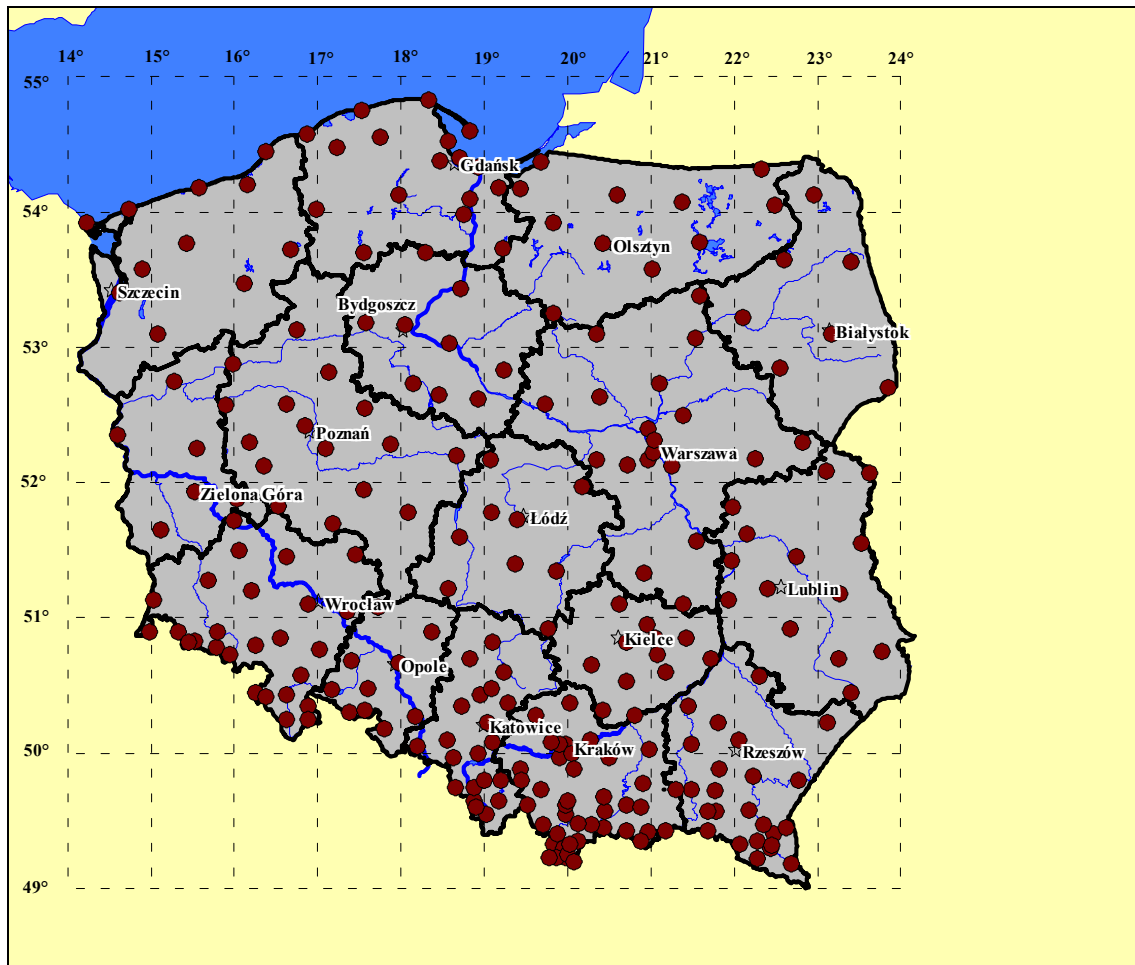 14° 15° 16° 17° 18° 19° 20° 21° 22° 23° 24°
55°
Gdańsk
54°
Olsztyn
Szczecin
Bydgoszcz
Białystok
53°
Poznań
Warszawa
52°
Zielona Góra
Łódź
Lublin
51°
Wroclaw
Kielce
Opole
Katowice
50°
Kraków
Rzeszów
49°